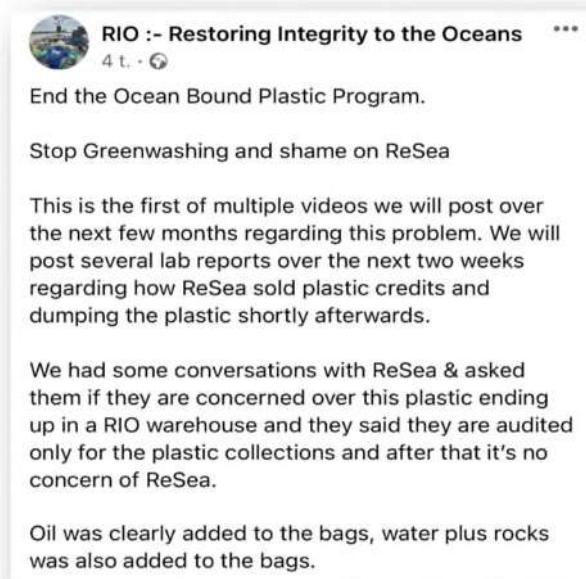 RIO :- Restoring Integrity to the Oceans
4 t. ·
End the Ocean Bound Plastic Program.
Stop Greenwashing and shame on ReSea
This is the first of multiple videos we will post over
the next few months regarding this problem. We will
post several lab reports over the next two weeks
regarding how ReSea sold plastic credits and
dumping the plastic shortly afterwards.
We had some conversations with ReSea & asked
them if they are concerned over this plastic ending
up in a RIO warehouse and they said they are audited
only for the plastic collections and after that it's no
concern of ReSea.
Oil was clearly added to the bags, water plus rocks
was also added to the bags.